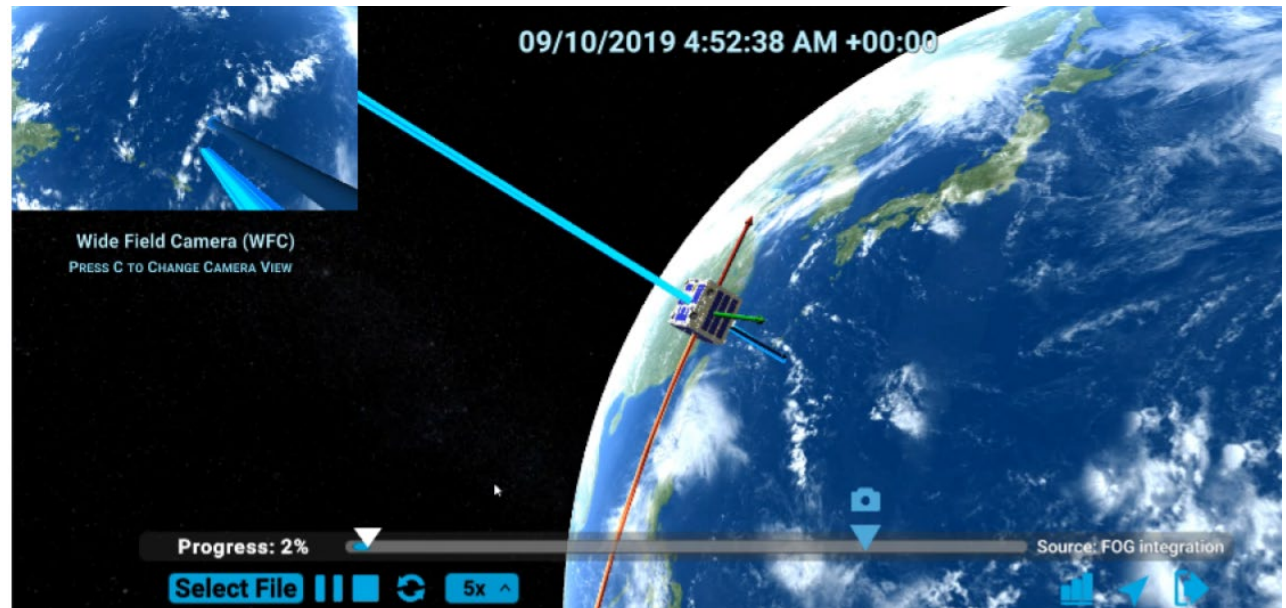 09/10/2019 4:52:38 AM +00:00
Wide Field Camera (WFC)
PRESS C TO CHANGE CAMERA VIEW
Progress: 2%
Source: FOG integration
Select File
5x